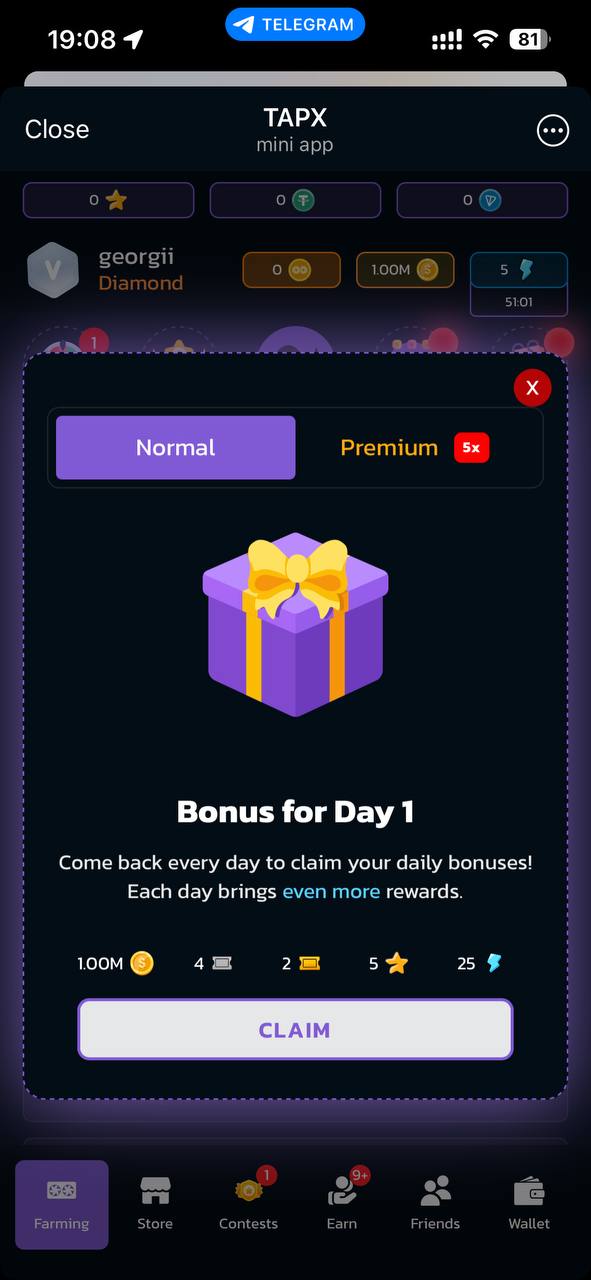 19:08 TELEGRAM 81
Close TAPX
mini app
0 0 0
georgii 0 1.00M 5
Diamond 51:01
1
X
Normal Premium 5x
Bonus for Day 1
Come back every day to claim your daily bonuses!
Each day brings even more rewards.
1.00M 4 2 5 25
CLAIM
1 9+
Farming Store Contests Earn Friends Wallet